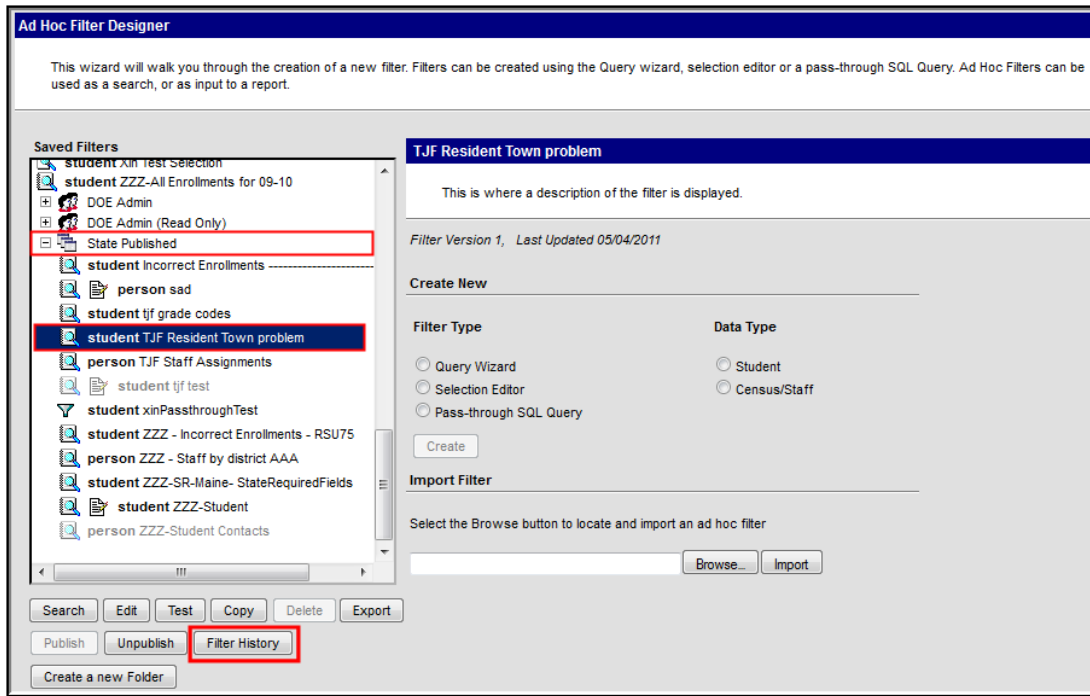 Ad Hoc Filter Designer
This wizard will walk you through the creation of a new filter. Filters can be created using the Query wizard, selection editor or a pass-through SQL Query. Ad Hoc Filters can be
used as a search, or as input to a report.
Saved Filters
student Xin Test Selection
student ZZZ-All Enrollments for 09-10
DOE Admin
DOE Admin (Read Only)
State Published
student Incorrect Enrollments ----------------------
person sad
student tjf grade codes
student TJF Resident Town problem
person TJF Staff Assignments
student tjf test
student xinPassthroughTest
student ZZZ - Incorrect Enrollments - RSU75
person ZZZ - Staff by district AAA
student ZZZ-SR-Maine- StateRequiredFields
student ZZZ-Student
person ZZZ-Student Contacts
Search Edit Test Copy Delete Export
Publish Unpublish Filter History
Create a new Folder
TJF Resident Town problem
This is where a description of the filter is displayed.
Filter Version 1, Last Updated 05/04/2011
Create New
Filter Type Data Type
Query Wizard Student
Selection Editor Census/Staff
Pass-through SQL Query
Create
Import Filter
Select the Browse button to locate and import an ad hoc filter
Browse... Import